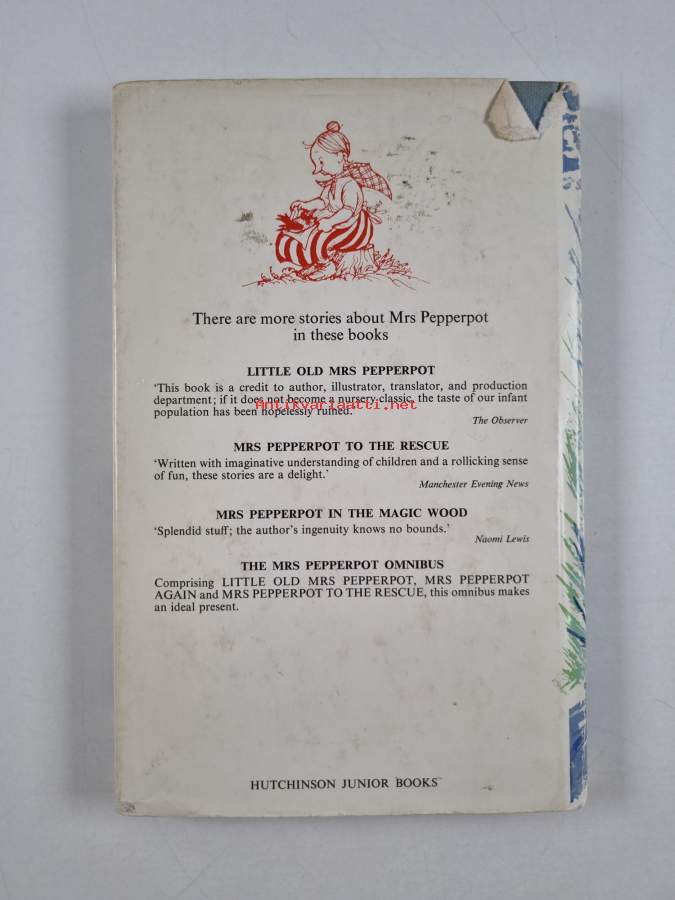 There are more stories about Mrs Pepperpot
in these books
LITTLE OLD MRS PEPPERPOT
‘This book is a credit to author, illustrator, translator, and production
department; if it does not become a nursery classic, the taste of our infant
population has been hopelessly ruined.’
Antikvariaatti.net
The Observer
MRS PEPPERPOT TO THE RESCUE
‘Written with imaginative understanding of children and a rollicking sense
of fun, these stories are a delight.’
Manchester Evening News
MRS PEPPERPOT IN THE MAGIC WOOD
‘Splendid stuff; the author’s ingenuity knows no bounds.’
Naomi Lewis
THE MRS PEPPERPOT OMNIBUS
Comprising LITTLE OLD MRS PEPPERPOT, MRS PEPPERPOT
AGAIN and MRS PEPPERPOT TO THE RESCUE, this omnibus makes
an ideal present.
HUTCHINSON JUNIOR BOOKS